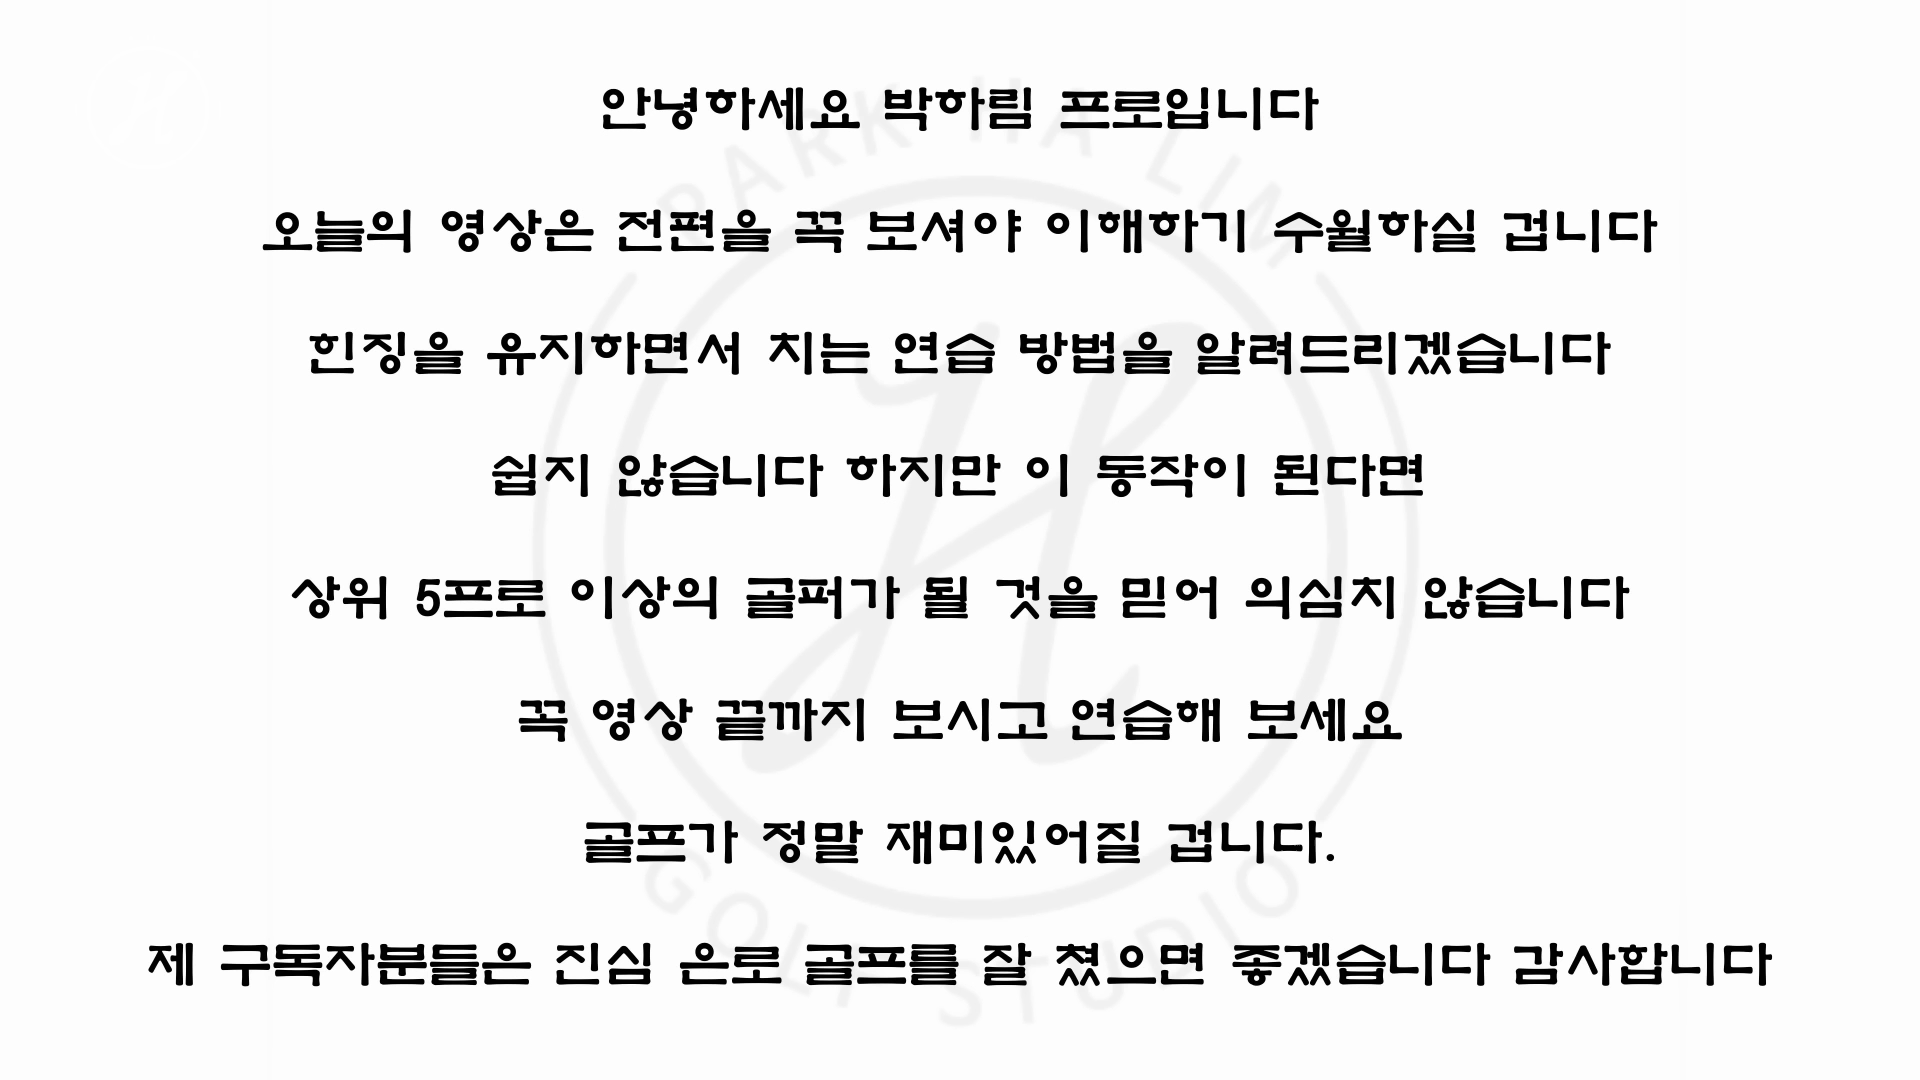 안녕하세요 박하림 프로입니다
오늘의 영상은 전편을 꼭 보셔야 이해하기 수월하실 겁니다
힌징을 유지하면서 치는 연습 방법을 알려드리겠습니다
쉽지 않습니다 하지만 이 동작이 된다면
상위 5프로 이상의 골퍼가 될 것을 믿어 의심치 않습니다
꼭 영상 끝까지 보시고 연습해 보세요
골프가 정말 재미있어질 겁니다.
제 구독자분들은 진심 은로 골프를 잘 쳤으면 좋겠습니다 감사합니다
PARK HA LIM
H
GOLF STUDIO